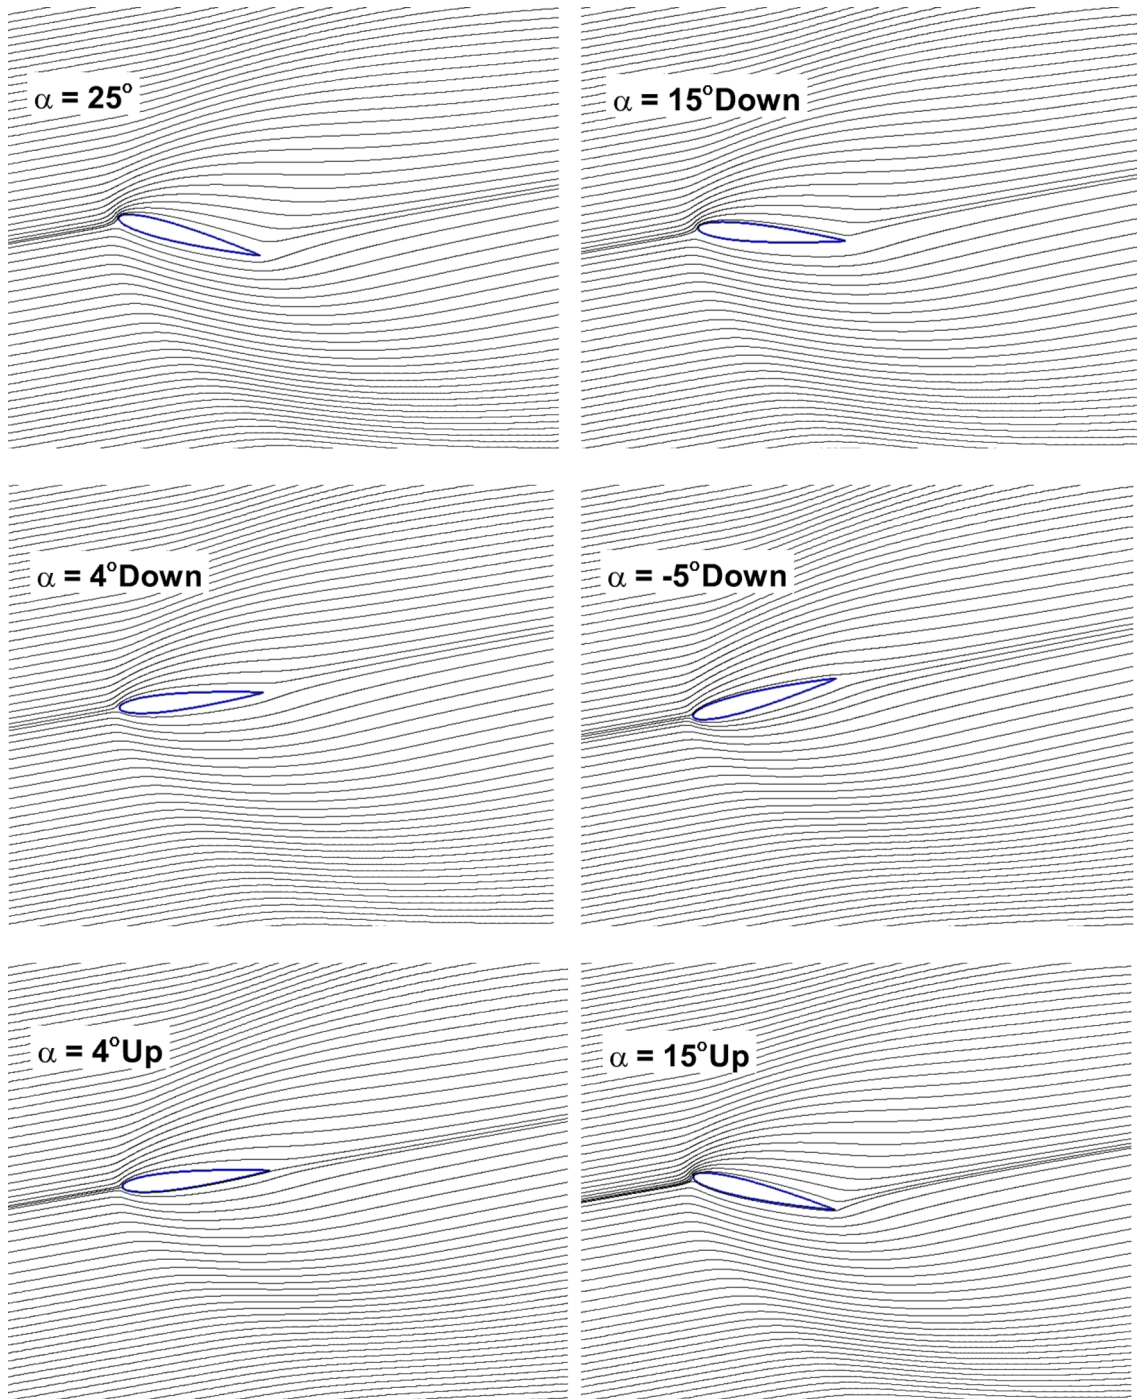 α = 25°
α = 15°Down
α = 4°Down
α = -5°Down
α = 4°Up
α = 15°Up